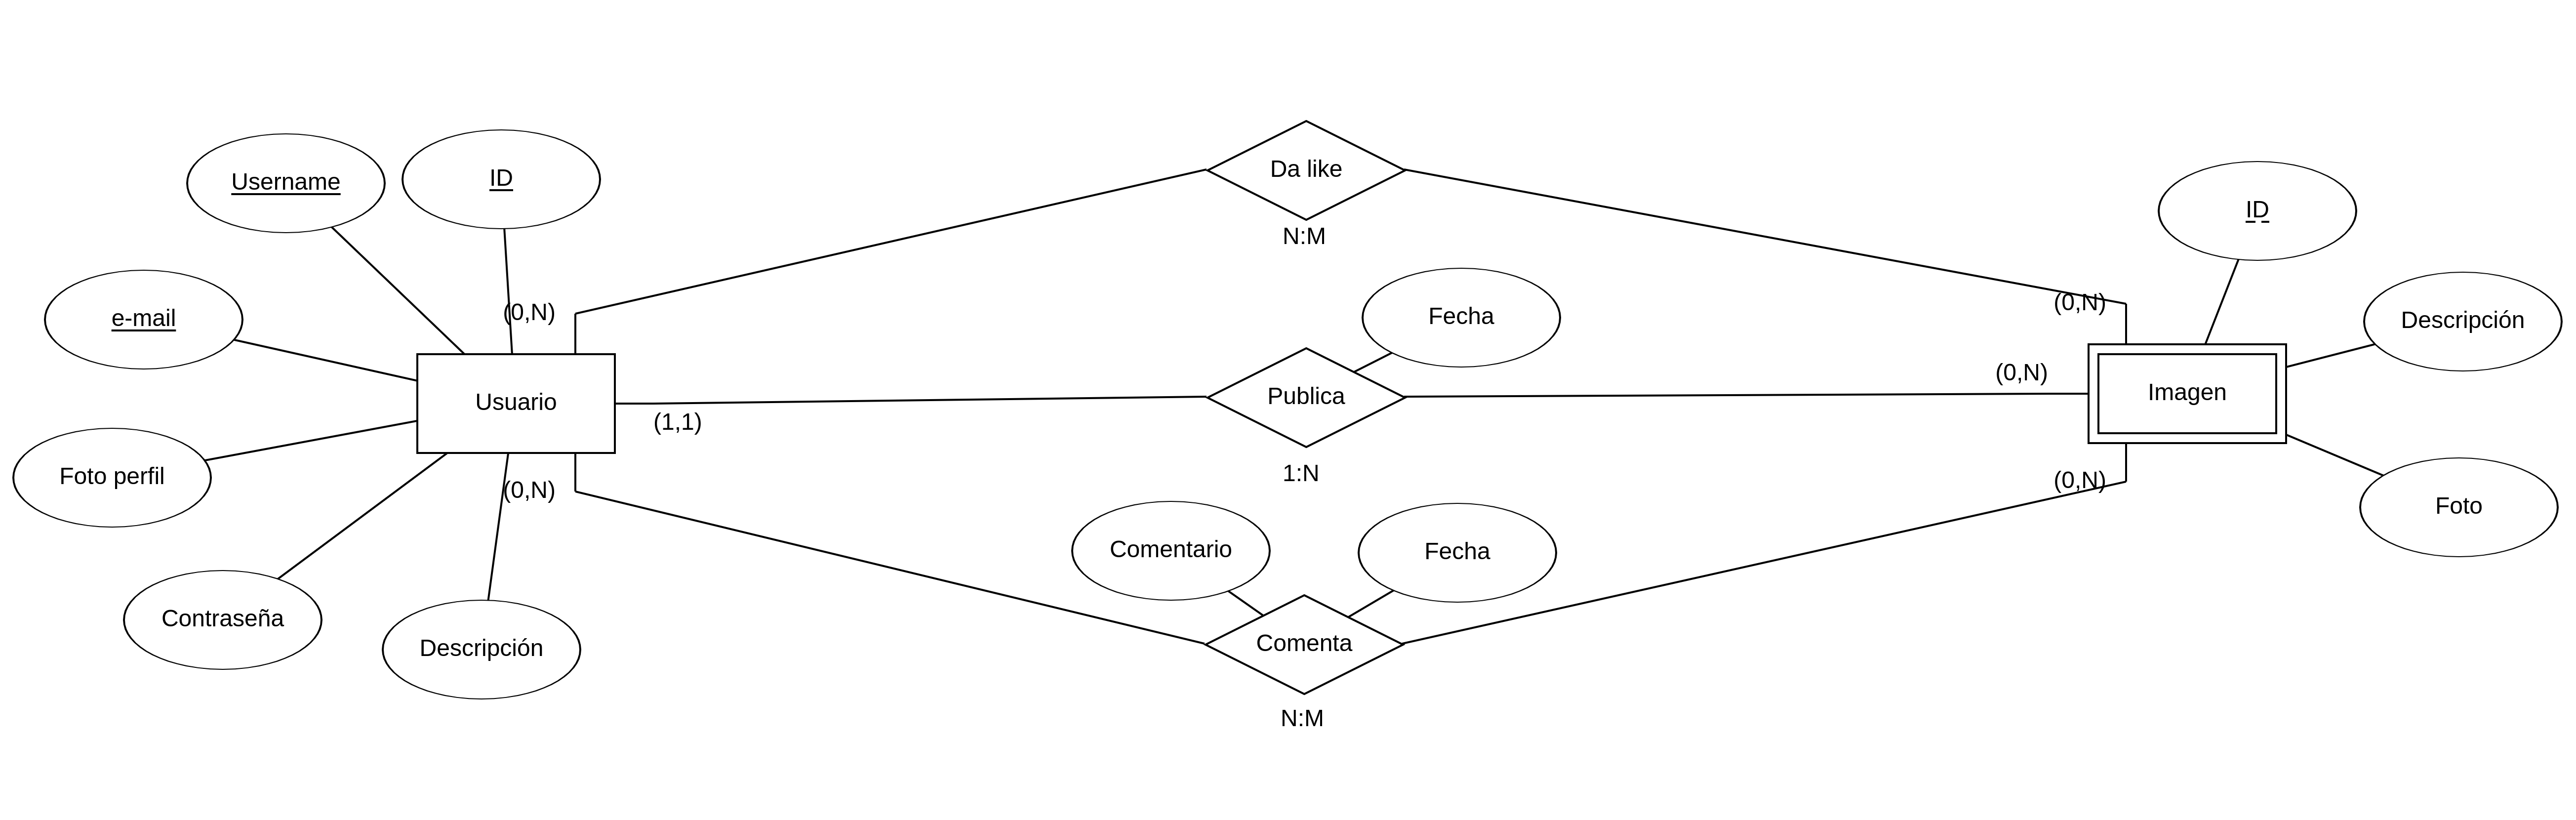 Username
ID
e-mail
Foto perfil
Contraseña
Descripción
Usuario
(0,N)
(1,1)
(0,N)
Da like
N:M
Fecha
Publica
1:N
Comentario
Fecha
Comenta
N:M
(0,N)
(0,N)
(0,N)
Imagen
ID
Descripción
Foto